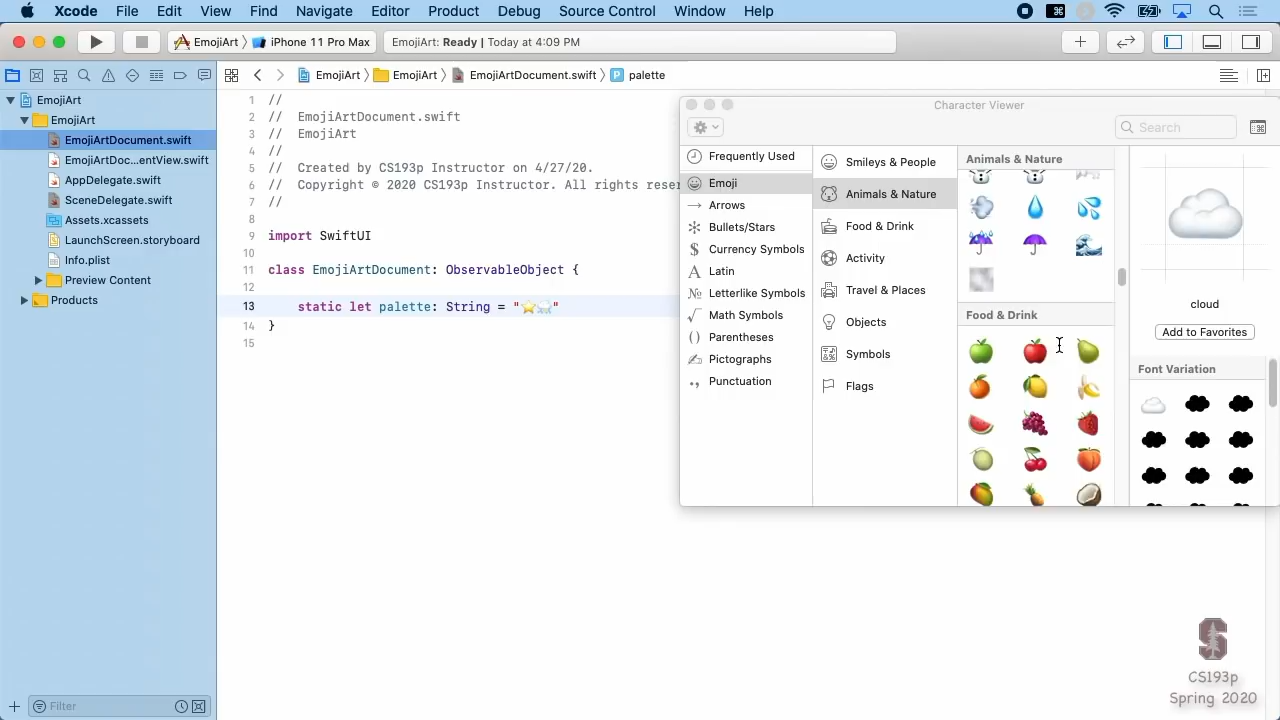 Xcode File Edit View Find Navigate Editor Product Debug Source Control Window Help
EmojiArt iPhone 11 Pro Max EmojiArt: Ready | Today at 4:09 PM
EmojiArt EmojiArt EmojiArtDocument.swift palette
EmojiArt
EmojiArt
EmojiArtDocument.swift
EmojiArtDoc...entView.swift
AppDelegate.swift
SceneDelegate.swift
Assets.xcassets
LaunchScreen.storyboard
Info.plist
Preview Content
Products
Filter
1 //
2 // EmojiArtDocument.swift
3 // EmojiArt
4 //
5 // Created by CS193p Instructor on 4/27/20.
6 // Copyright © 2020 CS193p Instructor. All rights reser
7 //
8
9 import SwiftUI
10
11 class EmojiArtDocument: ObservableObject {
12
13 static let palette: String = "⭐️🌨"
14 }
15
Character Viewer
Search
Frequently Used
Emoji
Arrows
Bullets/Stars
Currency Symbols
Latin
Letterlike Symbols
Math Symbols
Parentheses
Pictographs
Punctuation
Smileys & People
Animals & Nature
Food & Drink
Activity
Travel & Places
Objects
Symbols
Flags
Animals & Nature
Food & Drink
cloud
Add to Favorites
Font Variation
CS193p
Spring 2020